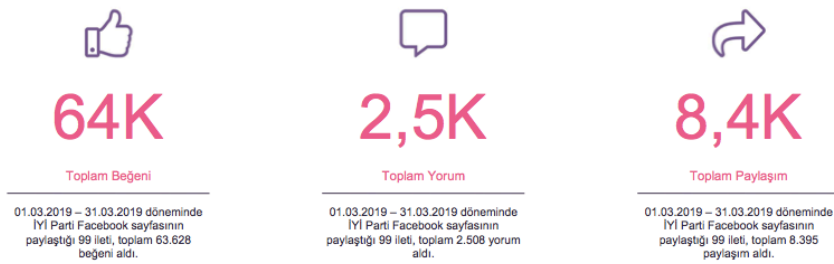 64K
Toplam Beğeni
01.03.2019 – 31.03.2019 döneminde
İYİ Parti Facebook sayfasının
paylaştığı 99 ileti, toplam 63.628
beğeni aldı.
2,5K
Toplam Yorum
01.03.2019 – 31.03.2019 döneminde
İYİ Parti Facebook sayfasının
paylaştığı 99 ileti, toplam 2.508 yorum
aldı.
8,4K
Toplam Paylaşım
01.03.2019 – 31.03.2019 döneminde
İYİ Parti Facebook sayfasının
paylaştığı 99 ileti, toplam 8.395
paylaşım aldı.